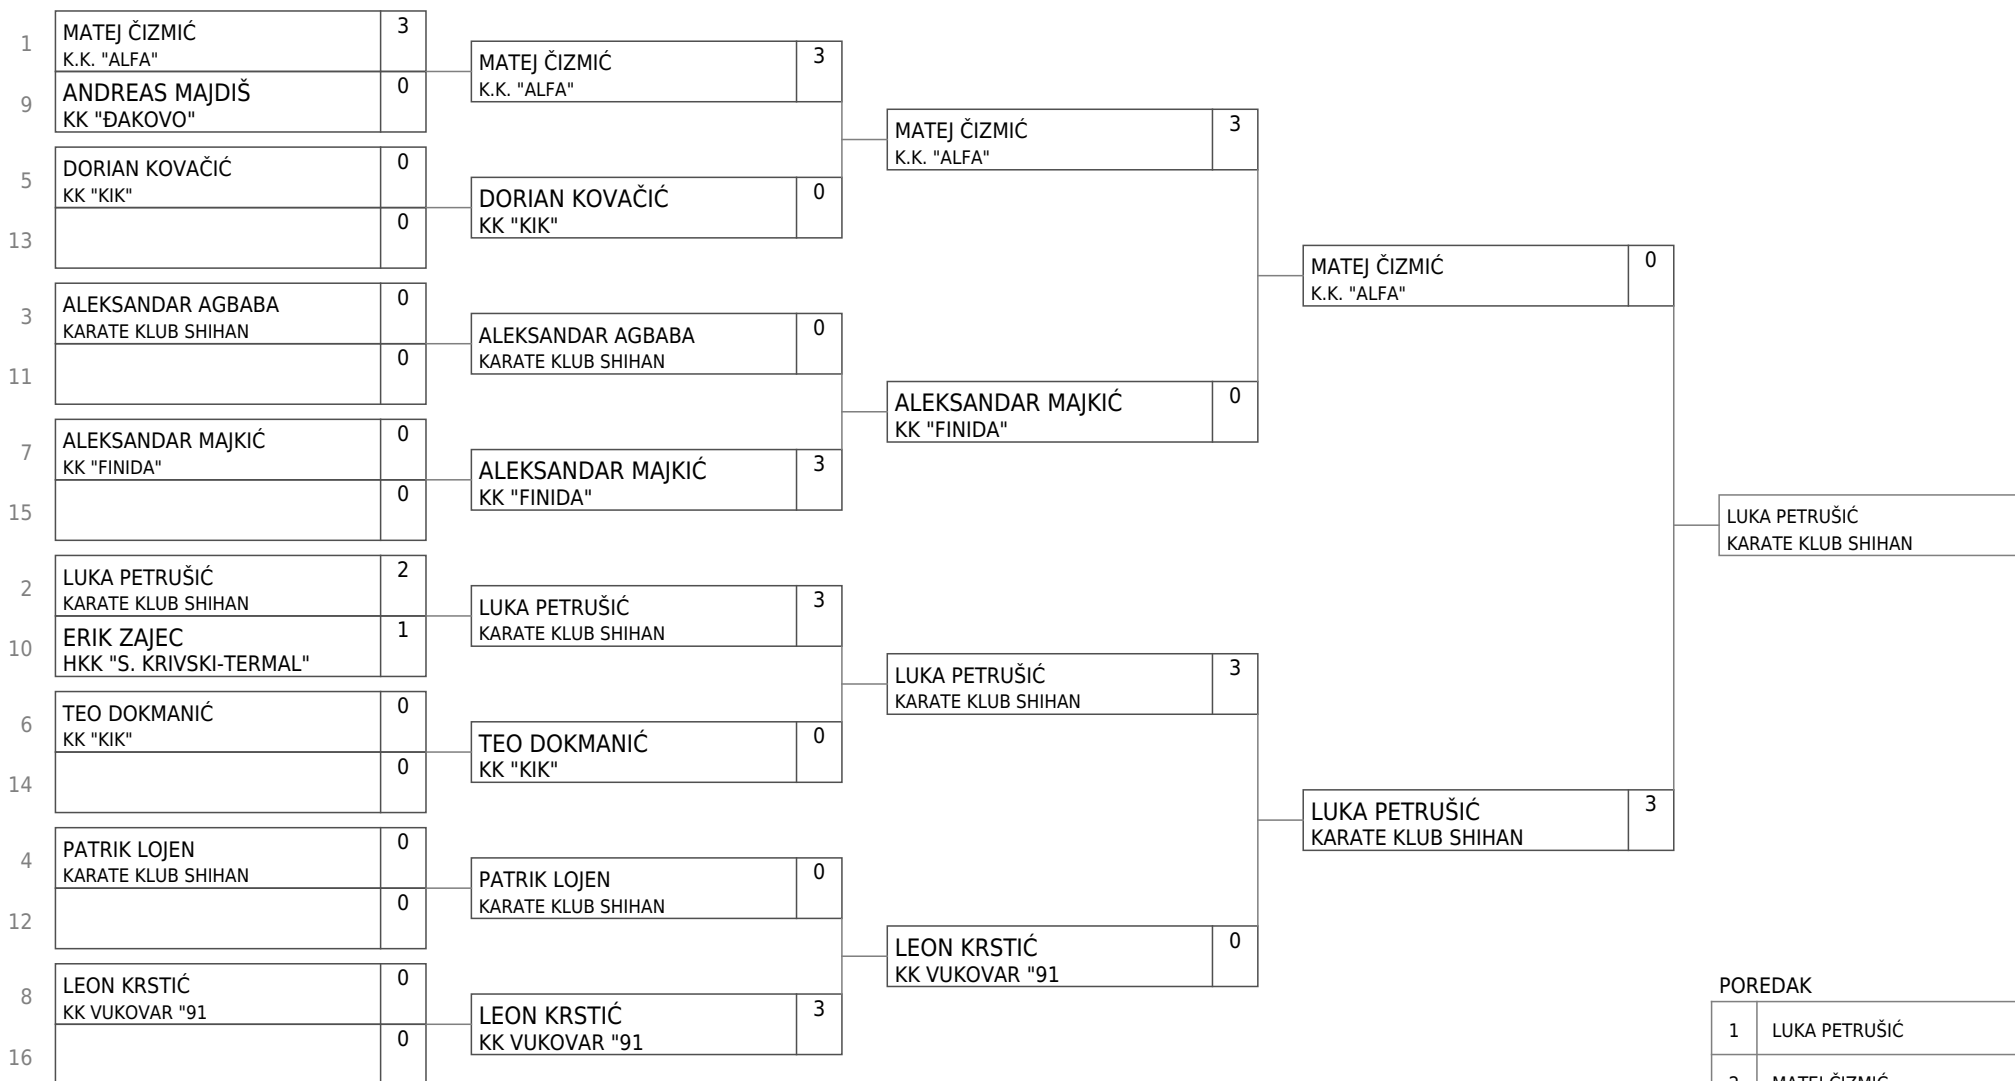 1
MATEJ ČIZMIĆ
K.K. "ALFA"
3
9
ANDREAS MAJDIŠ
KK "ĐAKOVO"
0
5
DORIAN KOVAČIĆ
KK "KIK"
0
13
0
3
ALEKSANDAR AGBABA
KARATE KLUB SHIHAN
0
11
0
7
ALEKSANDAR MAJKIĆ
KK "FINIDA"
0
15
0
2
LUKA PETRUŠIĆ
KARATE KLUB SHIHAN
2
10
ERIK ZAJEC
HKK "S. KRIVSKI-TERMAL"
1
6
TEO DOKMANIĆ
KK "KIK"
0
14
0
4
PATRIK LOJEN
KARATE KLUB SHIHAN
0
12
0
8
LEON KRSTIĆ
KK VUKOVAR "91
0
16
0
MATEJ ČIZMIĆ
K.K. "ALFA"
3
DORIAN KOVAČIĆ
KK "KIK"
0
ALEKSANDAR AGBABA
KARATE KLUB SHIHAN
0
ALEKSANDAR MAJKIĆ
KK "FINIDA"
3
LUKA PETRUŠIĆ
KARATE KLUB SHIHAN
3
TEO DOKMANIĆ
KK "KIK"
0
PATRIK LOJEN
KARATE KLUB SHIHAN
0
LEON KRSTIĆ
KK VUKOVAR "91
3
MATEJ ČIZMIĆ
K.K. "ALFA"
3
ALEKSANDAR MAJKIĆ
KK "FINIDA"
0
LUKA PETRUŠIĆ
KARATE KLUB SHIHAN
3
LEON KRSTIĆ
KK VUKOVAR "91
0
MATEJ ČIZMIĆ
K.K. "ALFA"
0
LUKA PETRUŠIĆ
KARATE KLUB SHIHAN
3
LUKA PETRUŠIĆ
KARATE KLUB SHIHAN
POREDAK
1 LUKA PETRUŠIĆ
2 MATEJ ČIZMIĆ